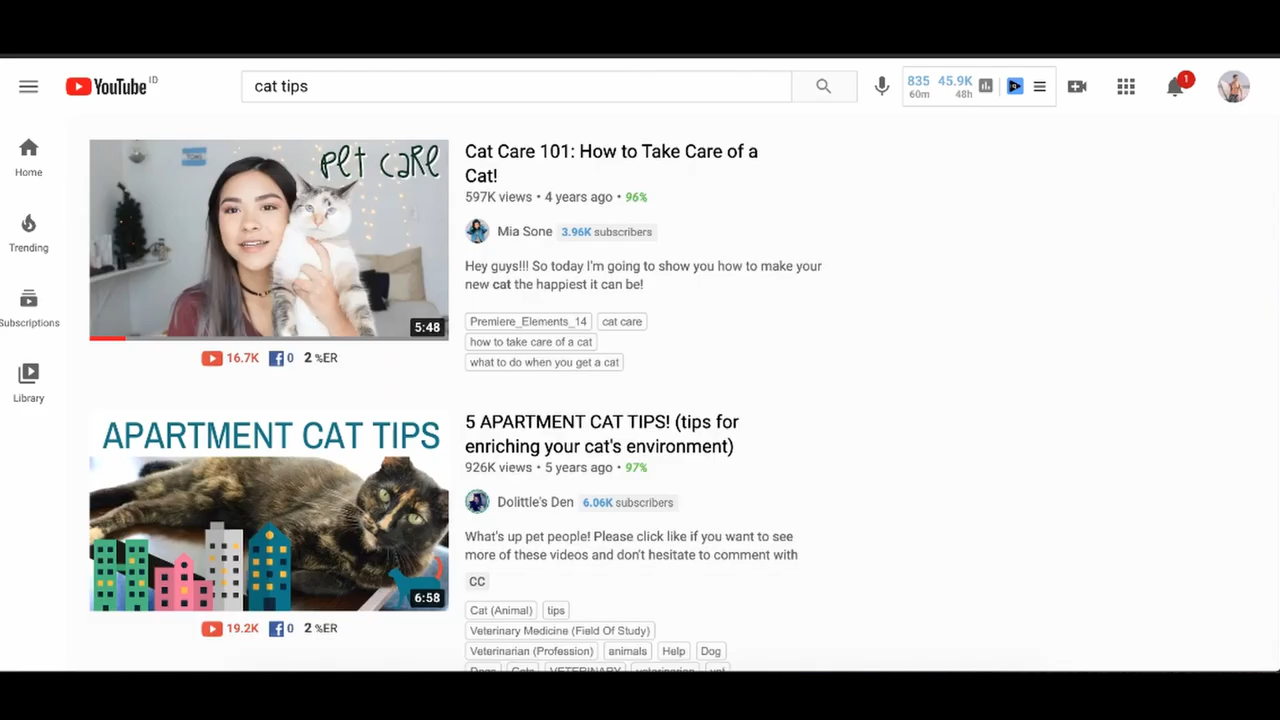 YouTube ID
cat tips
835 45.9K
60m 48h
1
Home
Trending
Subscriptions
Library
PET CARE
5:48
16.7K 0 2 %ER
Cat Care 101: How to Take Care of a
Cat!
597K views • 4 years ago • 96%
Mia Sone 3.96K subscribers
Hey guys!!! So today I'm going to show you how to make your
new cat the happiest it can be!
Premiere_Elements_14 cat care
how to take care of a cat
what to do when you get a cat
APARTMENT CAT TIPS
6:58
19.2K 0 2 %ER
5 APARTMENT CAT TIPS! (tips for
enriching your cat's environment)
926K views • 5 years ago • 97%
Dolittle's Den 6.06K subscribers
What's up pet people! Please click like if you want to see
more of these videos and don't hesitate to comment with
CC
Cat (Animal) tips
Veterinary Medicine (Field Of Study)
Veterinarian (Profession) animals Help Dog
Dogs Cats VETERINARY veterinarian vet